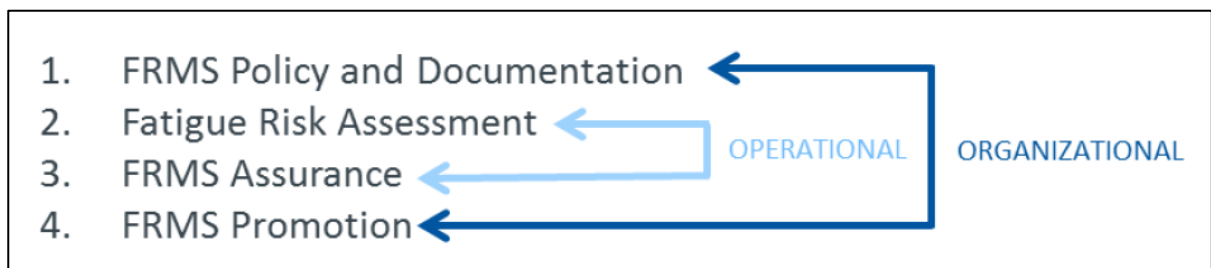 1. FRMS Policy and Documentation
2. Fatigue Risk Assessment
OPERATIONAL
ORGANIZATIONAL
3. FRMS Assurance
4. FRMS Promotion